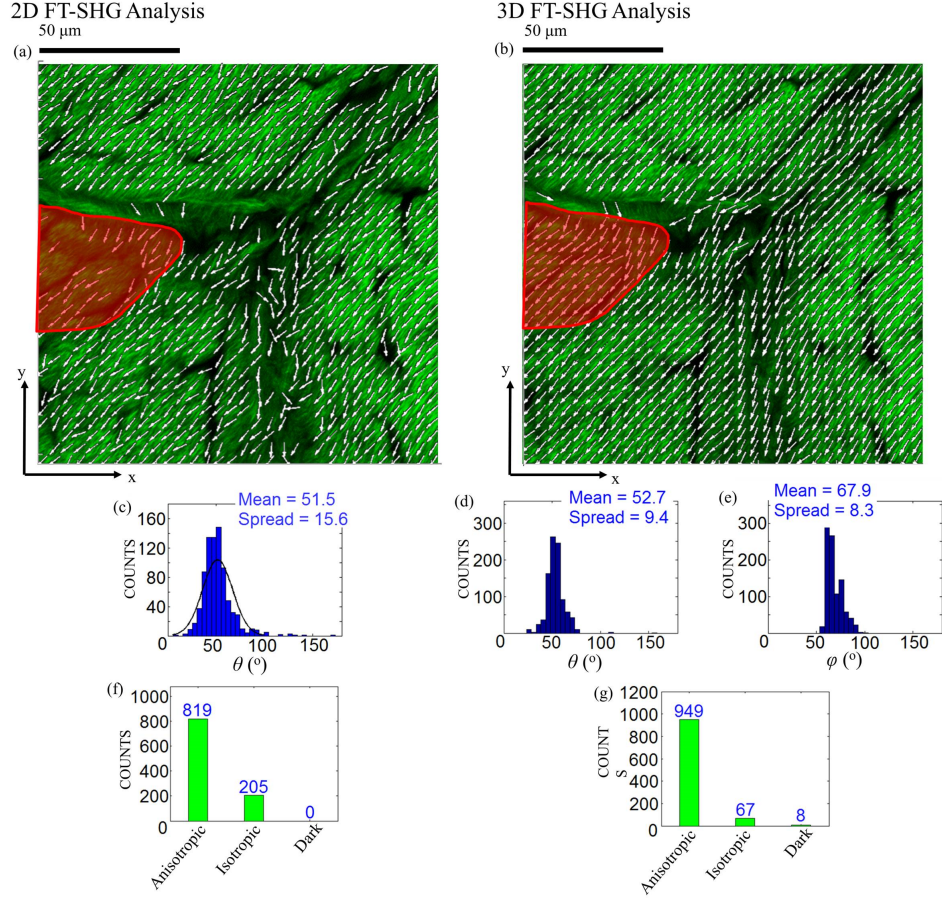 2D FT-SHG Analysis
3D FT-SHG Analysis
50 μm
50 μm
(a)
(b)
y
x
y
x
(c)
Mean = 51.5
Spread = 15.6
160
120
80
40
0
COUNTS
50
100
150
θ (º)
(d)
Mean = 52.7
Spread = 9.4
300
200
100
0
COUNTS
50
100
150
θ (º)
(e)
Mean = 67.9
Spread = 8.3
300
200
100
0
COUNTS
50
100
150
φ (º)
(f)
1000
800
600
400
200
0
COUNTS
819
205
0
Anisotropic
Isotropic
Dark
(g)
1200
1000
800
600
400
200
0
COUNT
S
949
67
8
Anisotropic
Isotropic
Dark